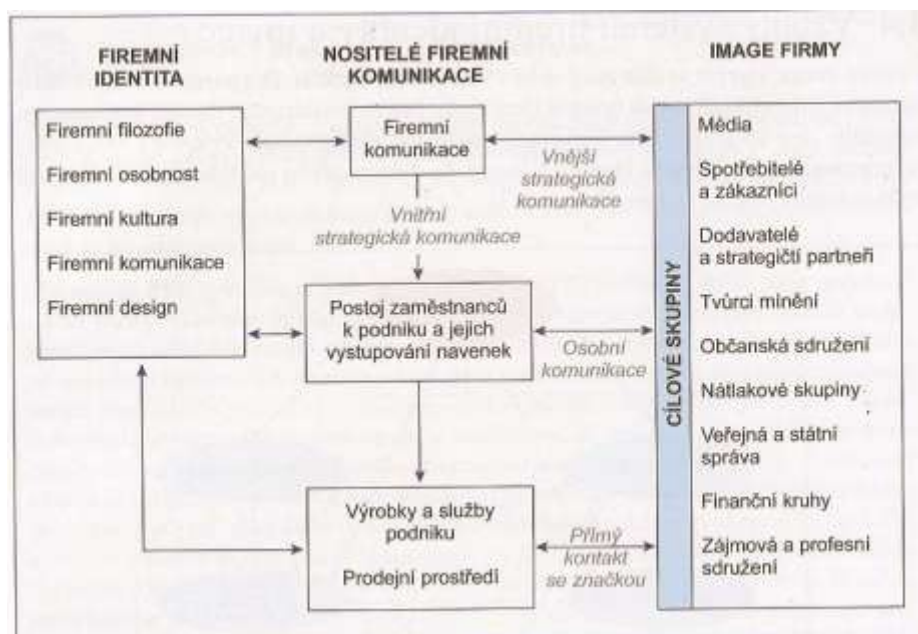 FIREMNÍ
IDENTITA
NOSITELÉ FIREMNÍ
KOMUNIKACE
IMAGE FIRMY
Firemní filozofie
Firemní osobnost
Firemní kultura
Firemní komunikace
Firemní design
Firemní
komunikace
Vnější
strategická
komunikace
Vnitřní
strategická komunikace
Postoj zaměstnanců
k podniku a jejich
vystupování navenek
Osobní
komunikace
Výrobky a služby
podniku
Prodejní prostředí
Přímý
kontakt
se značkou
CÍLOVÉ SKUPINY
Média
Spotřebitelé
a zákazníci
Dodavatelé
a strategičtí partneři
Tvůrci mínění
Občanská sdružení
Nátlakové skupiny
Veřejná a státní
správa
Finanční kruhy
Zájmová a profesní
sdružení